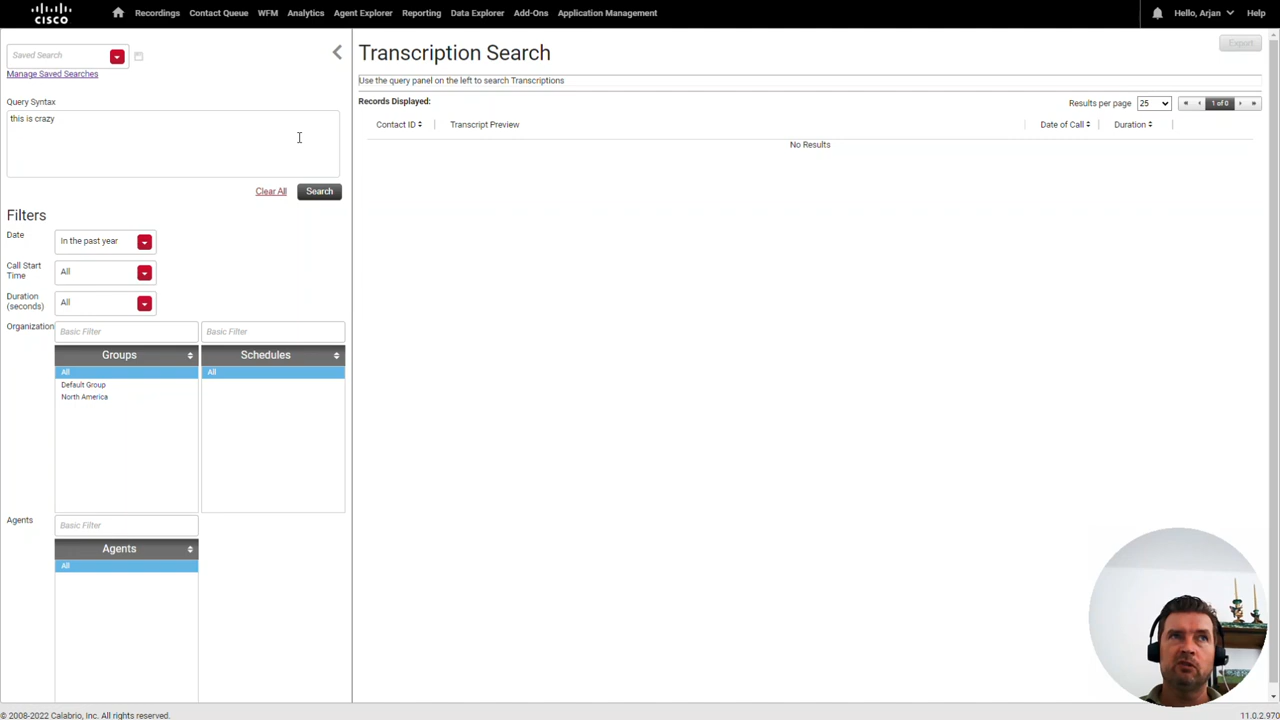 CISCO
Recordings Contact Queue WFM Analytics Agent Explorer Reporting Data Explorer Add-Ons Application Management Hello, Arjan Help
Saved Search
Manage Saved Searches
Query Syntax
this is crazy
Clear All Search
Filters
Date In the past year
Call Start
Time
All
Duration
(seconds)
All
Organization Basic Filter Basic Filter
Groups Schedules
All All
Default Group
North America
Agents Basic Filter
Agents
All
Transcription Search
Export
Use the query panel on the left to search Transcriptions
Records Displayed:
Results per page 25 1 of 0
Contact ID Transcript Preview Date of Call Duration
No Results
© 2008-2022 Calabrio, Inc. All rights reserved. 11.0.2.970